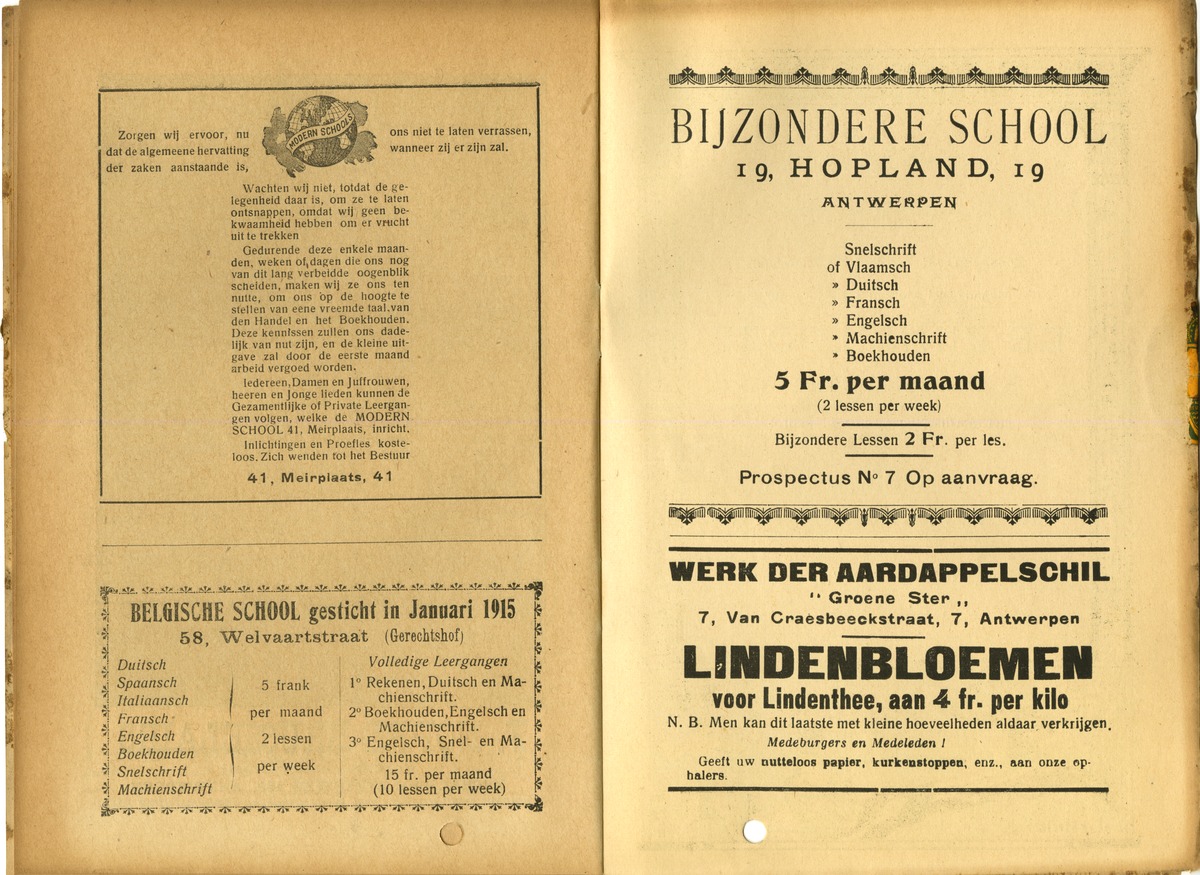 Zorgen wij ervoor, nu
dat de algemeene hervatting
der zaken aanstaande is,
MODERN SCHOOLS
ons niet te laten verrassen,
wanneer zij er zijn zal.
Wachten wij niet, totdat de ge-
legenheid daar is, om ze te laten
ontsnappen, omdat wij geen be-
kwaamheid hebben om er vrucht
uit te trekken
Gedurende deze enkele maan-
den, weken of dagen die ons nog
van dit lang verbeidde oogenblik
scheiden, maken wij ze ons ten
nutte, om ons op de hoogte te
stellen van eene vreemde taal, van
den Handel en het Boekhouden.
Deze kennissen zullen ons dade-
lijk van nut zijn, en de kleine uit-
gave zal door de eerste maand
arbeid vergoed worden.
Iedereen, Damen en Juffrouwen,
heeren en Jonge lieden kunnen de
Gezamentlijke of Private Leergan-
gen volgen, welke de MODERN
SCHOOL 41, Meirplaats, inricht.
Inlichtingen en Proefles koste-
loos. Zich wenden tot het Bestuur
41, Meirplaats, 41
BELGISCHE SCHOOL gesticht in Januari 1915
58, Welvaartstraat (Gerechtshof)
Duitsch
Spaansch
Italiaansch
Fransch
Engelsch
Boekhouden
Snelschrift
Machienschrift
5 frank
per maand
2 lessen
per week
Volledige Leergangen
1º Rekenen, Duitsch en Ma-
chienschrift.
2º Boekhouden, Engelsch en
Machienschrift.
3º Engelsch, Snel- en Ma-
chienschrift.
15 fr. per maand
(10 lessen per week)
BIJZONDERE SCHOOL
19, HOPLAND, 19
ANTWERPEN
Snelschrift
of Vlaamsch
» Duitsch
» Fransch
» Engelsch
» Machienschrift
» Boekhouden
5 Fr. per maand
(2 lessen per week)
Bijzondere Lessen 2 Fr. per les.
Prospectus Nº 7 Op aanvraag.
WERK DER AARDAPPELSCHIL
‘‘ Groene Ster ,,
7, Van Craesbeeckstraat, 7, Antwerpen
LINDENBLOEMEN
voor Lindenthee, aan 4 fr. per kilo
N. B. Men kan dit laatste met kleine hoeveelheden aldaar verkrijgen.
Medeburgers en Medeleden !
Geeft uw nutteloos papier, kurkenstoppen, enz., aan onze op-
halers.